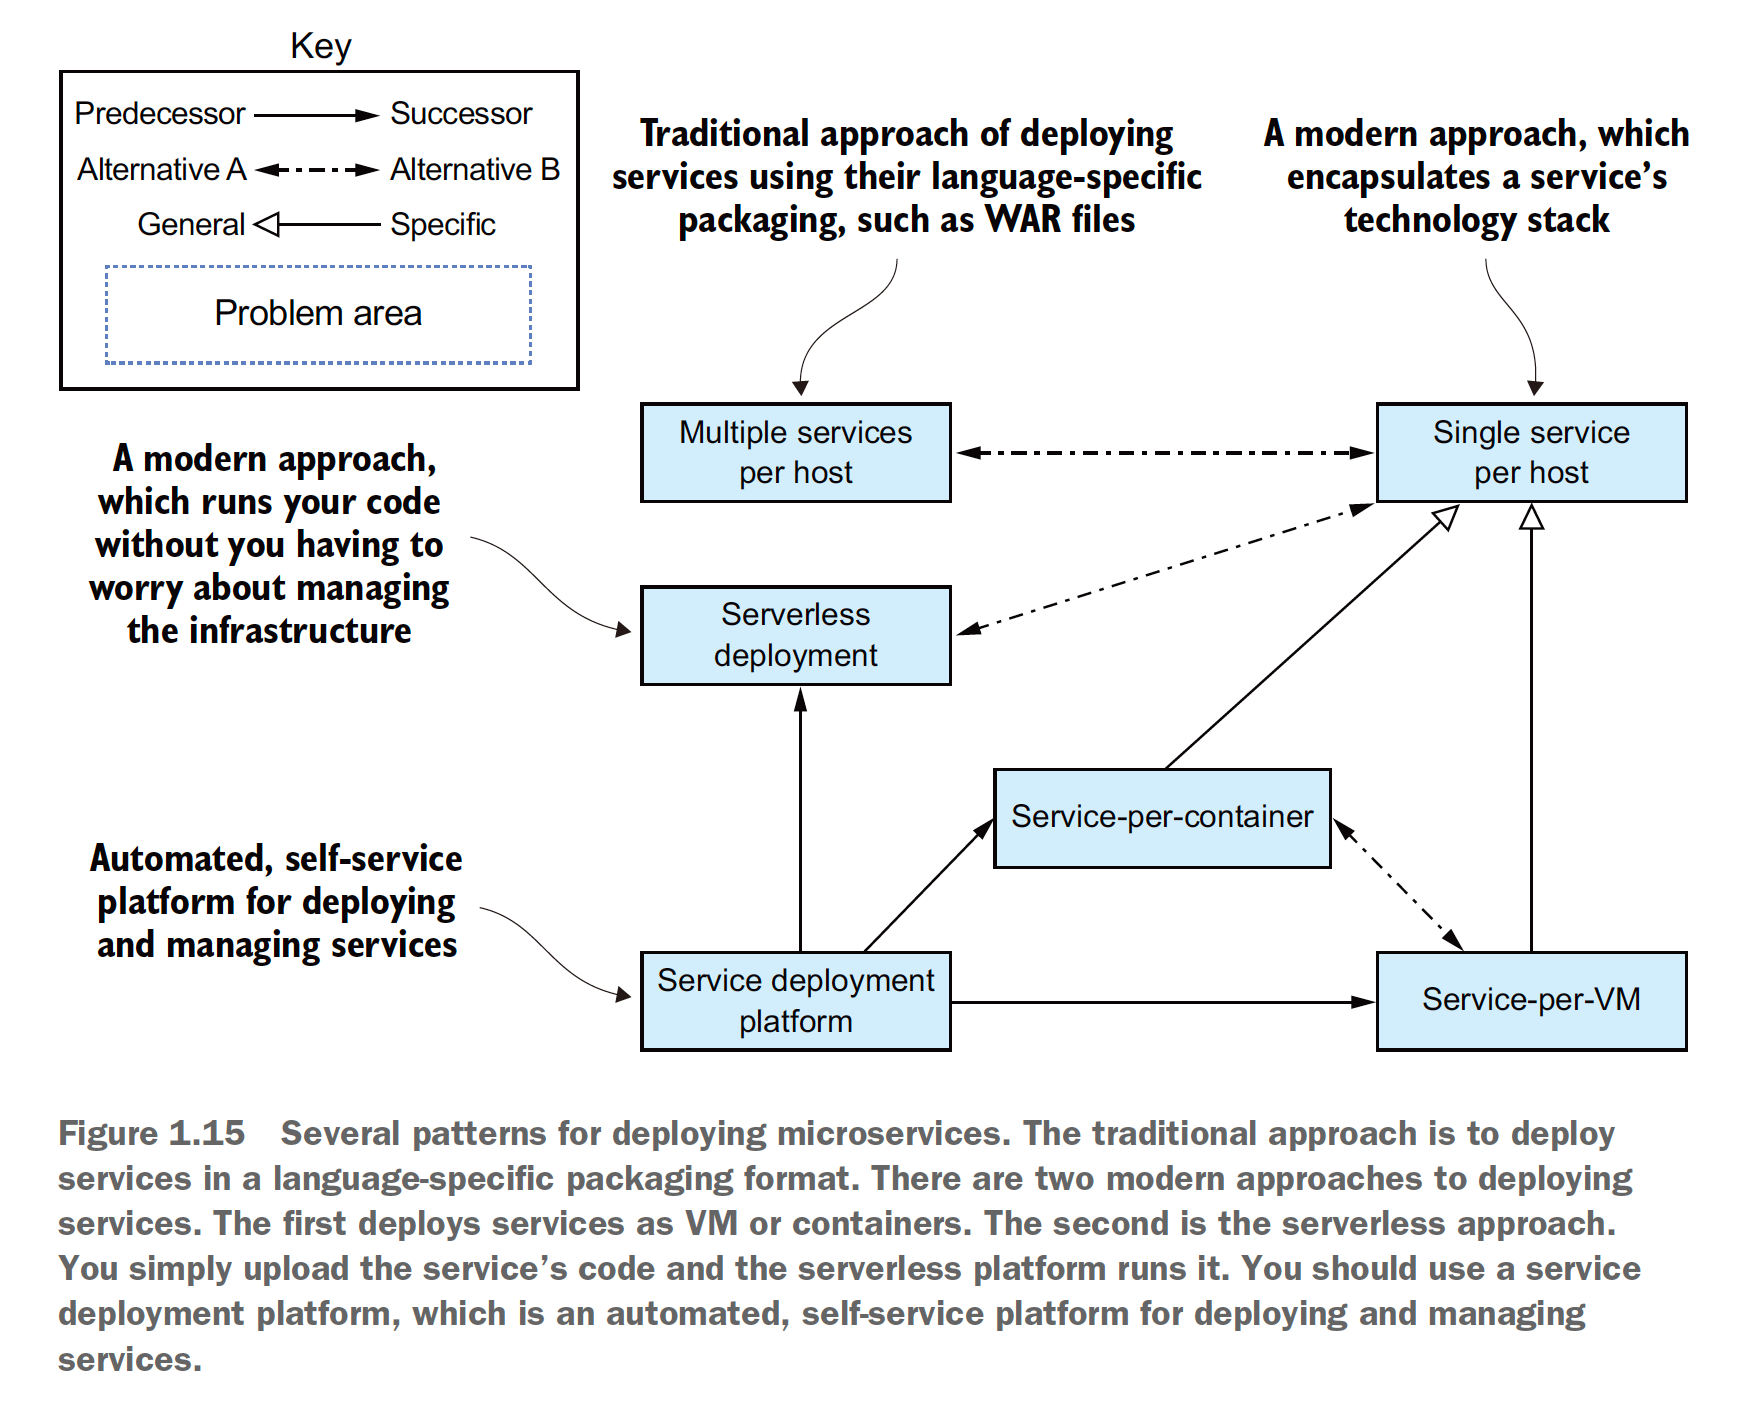 Key
Predecessor
Successor
Alternative A
Alternative B
General
Specific
Problem area
Traditional approach of deploying
services using their language-specific
packaging, such as WAR files
A modern approach, which
encapsulates a service's
technology stack
Multiple services
per host
Single service
per host
A modern approach,
which runs your code
without you having to
worry about managing
the infrastructure
Serverless
deployment
Service-per-container
Automated, self-service
platform for deploying
and managing services
Service deployment
platform
Service-per-VM
Figure 1.15 Several patterns for deploying microservices. The traditional approach is to deploy
services in a language-specific packaging format. There are two modern approaches to deploying
services. The first deploys services as VM or containers. The second is the serverless approach.
You simply upload the service's code and the serverless platform runs it. You should use a service
deployment platform, which is an automated, self-service platform for deploying and managing
services.